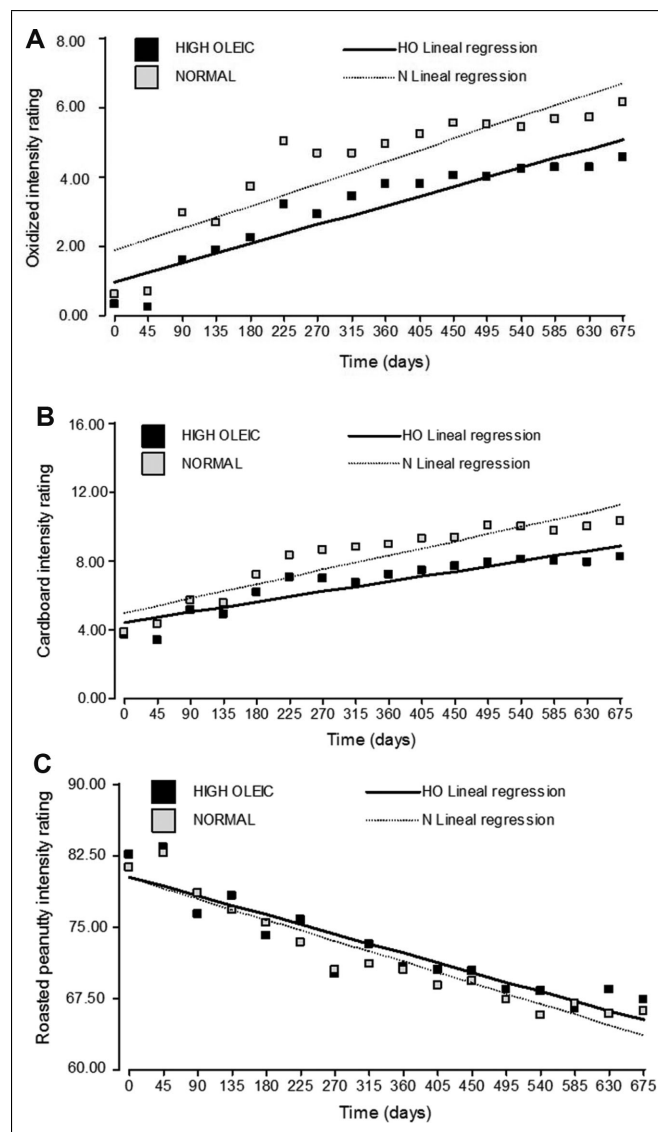 A
8.00
HIGH OLEIC
HO Lineal regression
NORMAL
N Lineal regression
6.00
4.00
2.00
0.00
Oxidized intensity rating
0 45 90 135 180 225 270 315 360 405 450 495 540 585 630 675
Time (days)
B
16.00
HIGH OLEIC
HO Lineal regression
NORMAL
N Lineal regression
12.00
8.00
4.00
0.00
Cardboard intensity rating
0 45 90 135 180 225 270 315 360 405 450 495 540 585 630 675
Time (days)
C
90.00
HIGH OLEIC
HO Lineal regression
NORMAL
N Lineal regression
82.50
75.00
67.50
60.00
Roasted peanutty intensity rating
0 45 90 135 180 225 270 315 360 405 450 495 540 585 630 675
Time (days)